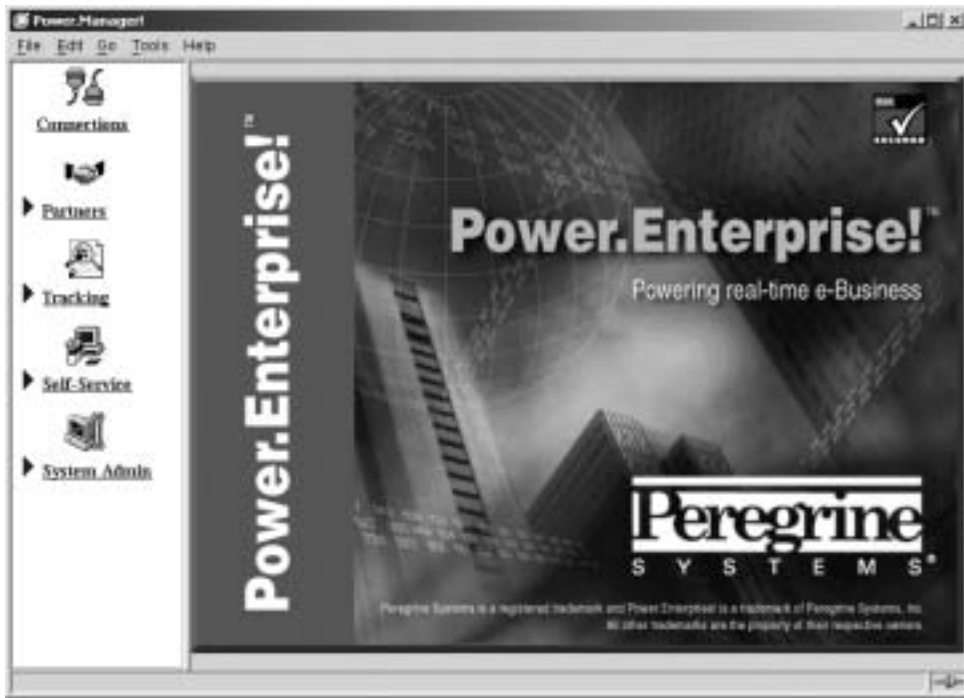 Power.Manager!
File Edit Go Tools Help
Connections
Partners
Tracking
Self-Service
System Admin
Power.Enterprise!™
Power.Enterprise!™
Powering real-time e-Business
Peregrine
SYSTEMS®
Peregrine Systems is a registered trademark and Power.Enterprise! is a trademark of Peregrine Systems, Inc
All other trademarks are the property of their respective owners